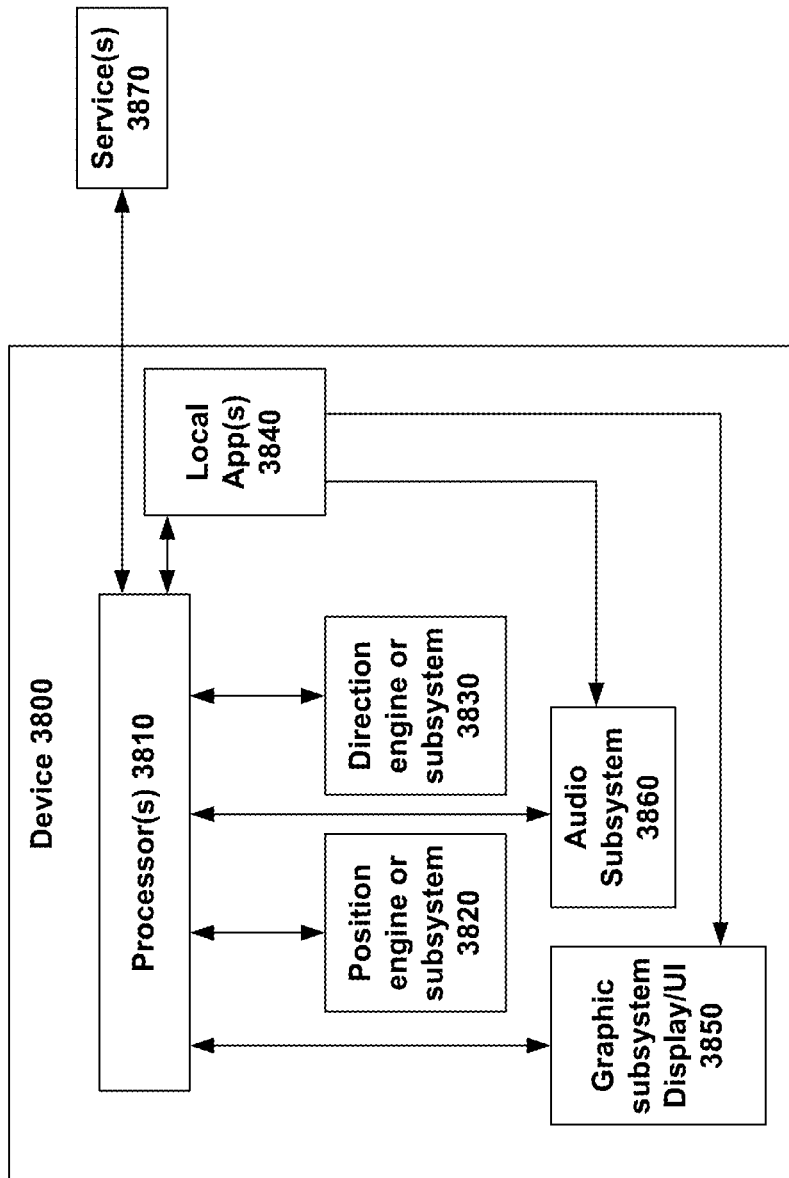 Device 3800
Processor(s) 3810
Service(s)
3870
Local
App(s)
3840
Position
engine or
subsystem
3820
Direction
engine or
subsystem
3830
Graphic
subsystem
Display/UI
3850
Audio
Subsystem
3860